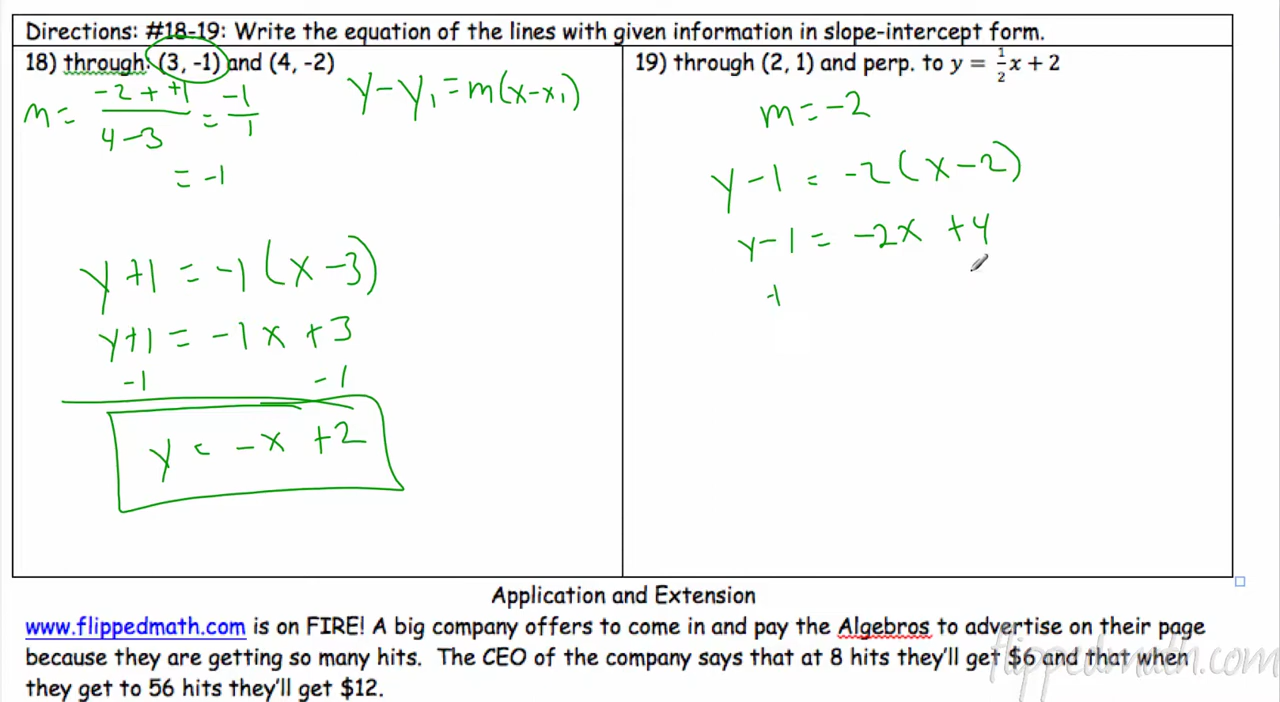 Directions: #18-19: Write the equation of the lines with given information in slope-intercept form.
18) through: (3, -1) and (4, -2)
m = \frac{-2 + +1}{4-3} = \frac{-1}{1}
= -1
y - y₁ = m(x - x₁)
y+1 = -1(x-3)
y+1 = -1x +3
-1 -1
y = -x +2
19) through (2, 1) and perp. to y = \frac{1}{2}x + 2
m = -2
y - 1 = -2(x - 2)
y - 1 = -2x +4
Application and Extension
www.flippedmath.com is on FIRE! A big company offers to come in and pay the Algebros to advertise on their page
because they are getting so many hits. The CEO of the company says that at 8 hits they'll get $6 and that when
they get to 56 hits they'll get $12.
flippedmath.com